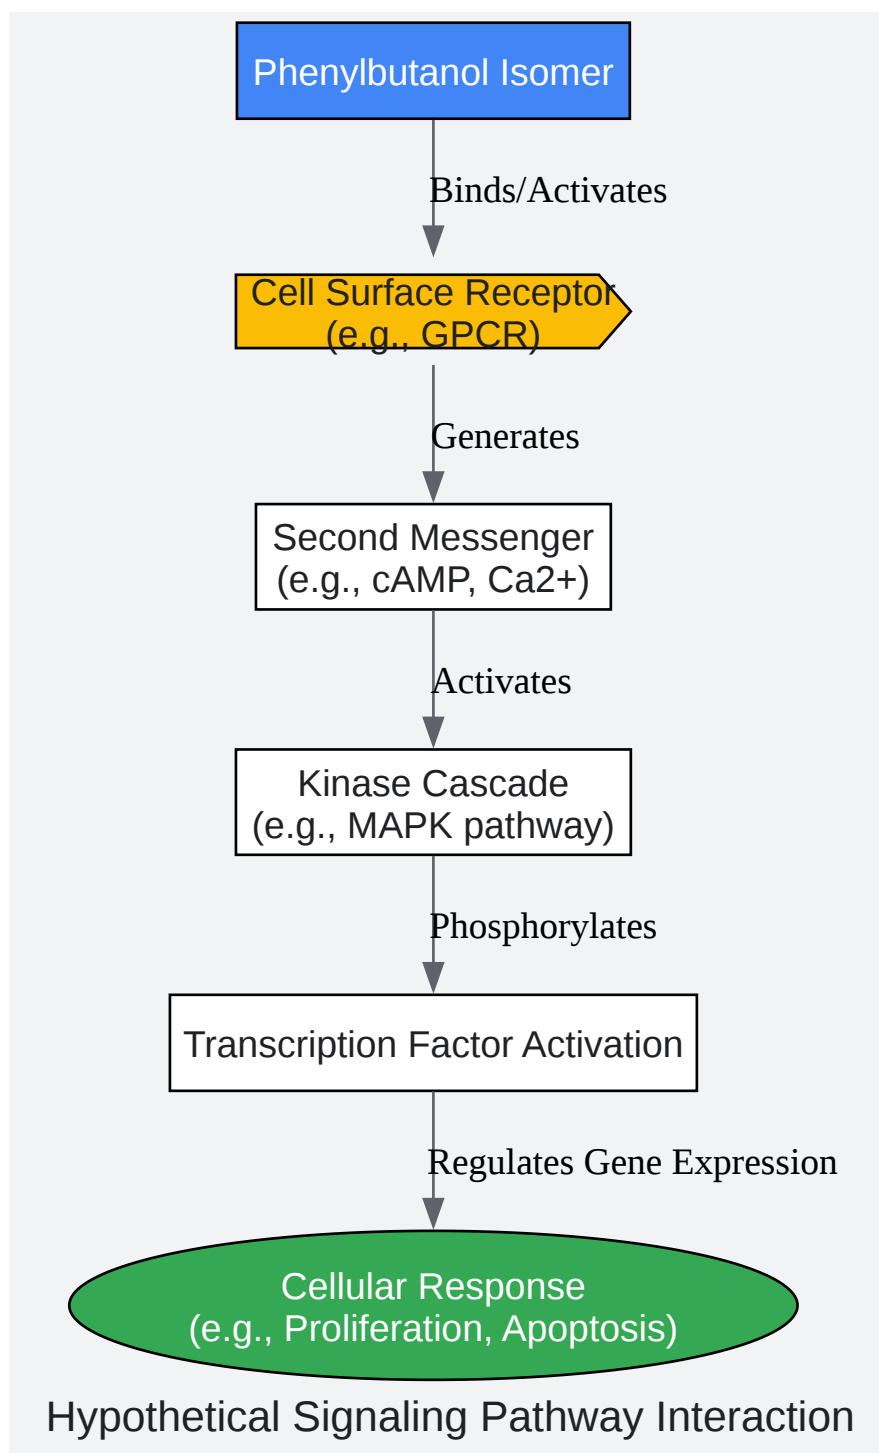 Phenylbutanol Isomer
Binds/Activates
Cell Surface Receptor
(e.g., GPCR)
Generates
Second Messenger
(e.g., cAMP, Ca2+)
Activates
Kinase Cascade
(e.g., MAPK pathway)
Phosphorylates
Transcription Factor Activation
Regulates Gene Expression
Cellular Response
(e.g., Proliferation, Apoptosis)
Hypothetical Signaling Pathway Interaction